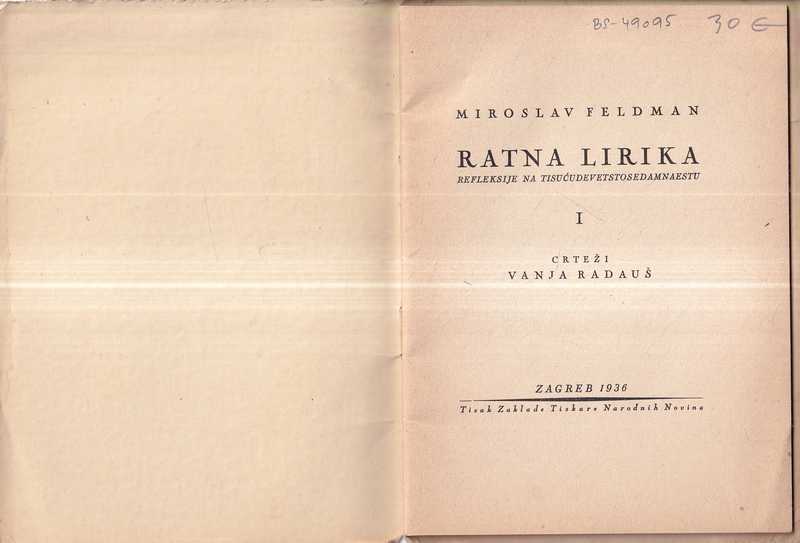 BS-49095 30 €
MIROSLAV FELDMAN
RATNA LIRIKA
REFLEKSIJE NA TISUĆUDEVETSTOSEDAMNAESTU
I
CRTEŽI
VANJA RADAUŠ
ZAGREB 1936
Tisak Zaklade Tiskare Narodnih Novina